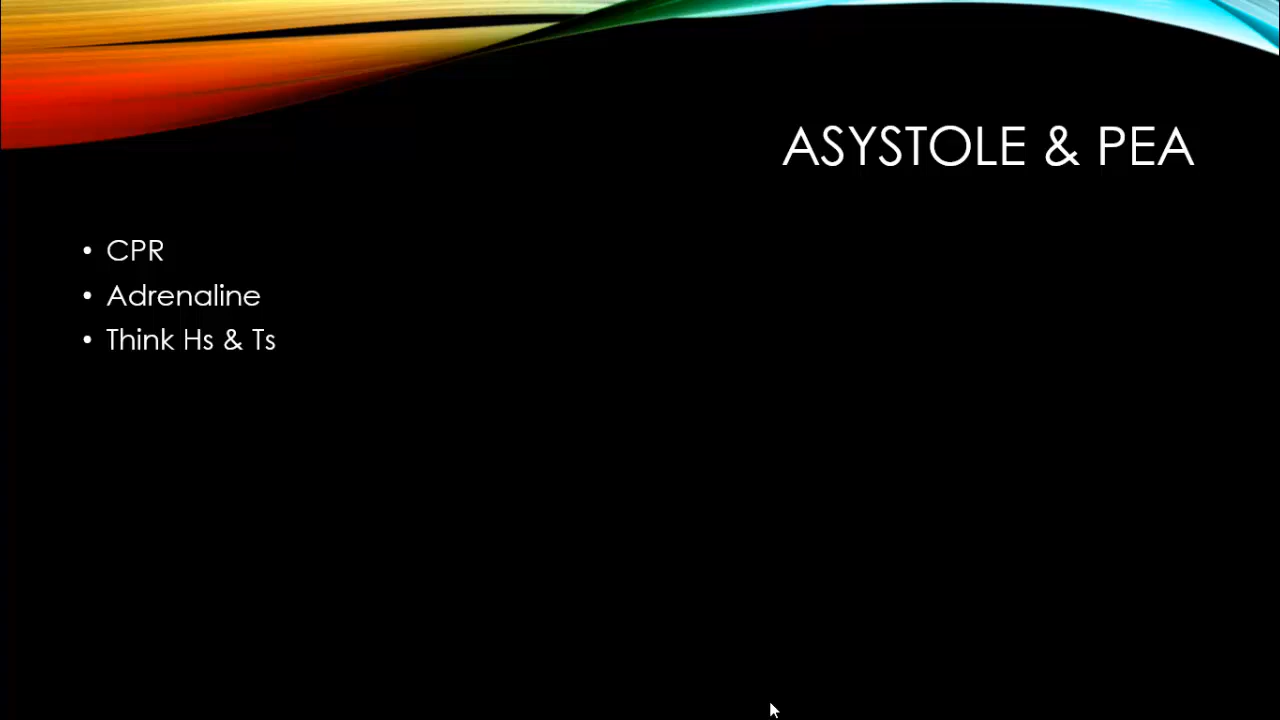 ASYSTOLE & PEA
• CPR
• Adrenaline
• Think Hs & Ts